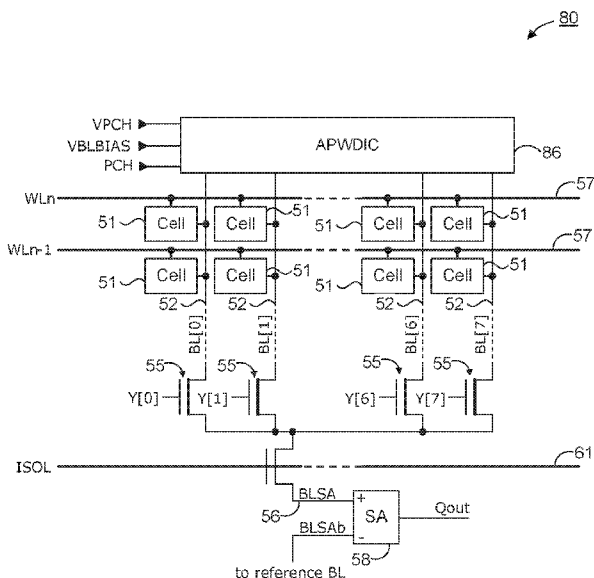 80
VPCH
VBLBIAS
PCH
APWDIC
86
WLn
57
51 Cell 51 Cell 51 Cell 51 Cell
WLn-1
57
51 Cell 51 Cell 51 Cell 51 Cell
52 52 52 52
BL[0] BL[1] BL[6] BL[7]
55 55 55 55
Y[0] Y[1] Y[6] Y[7]
ISOL
61
BLSA
56
+ SA -
Qout
BLSAb
58
to reference BL